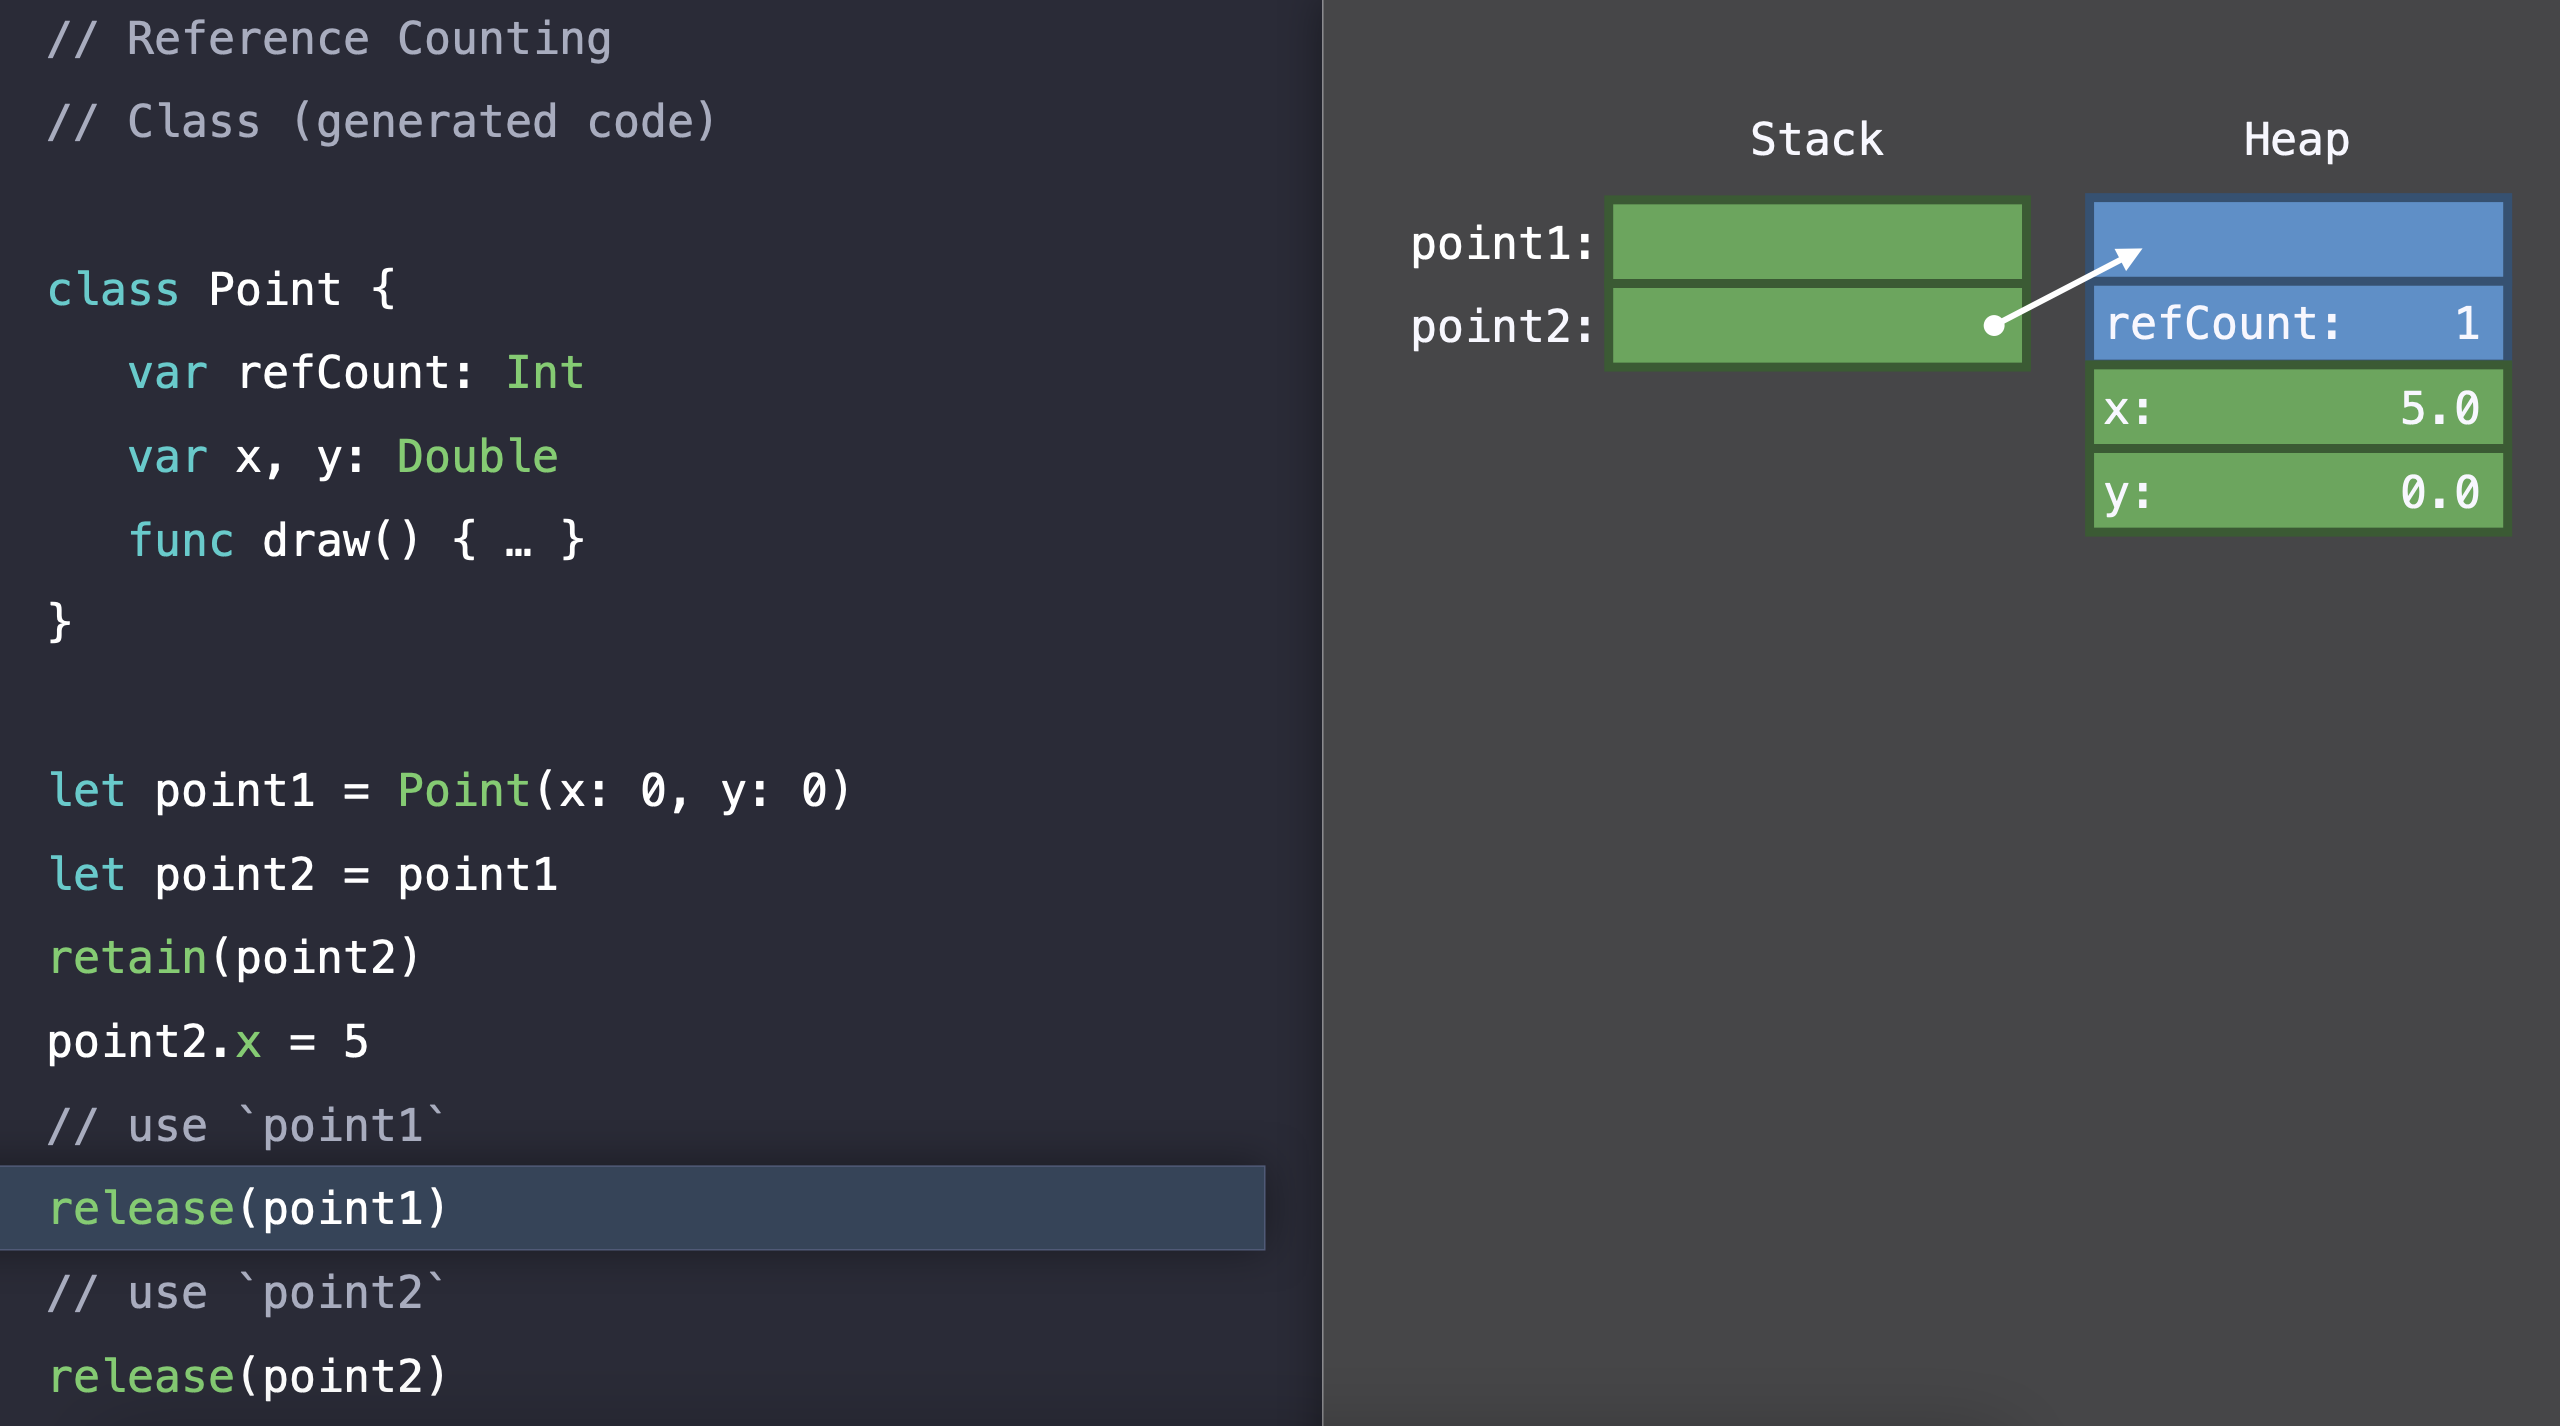 // Reference Counting
// Class (generated code)
class Point {
   var refCount: Int
   var x, y: Double
   func draw() { … }
}
let point1 = Point(x: 0, y: 0)
let point2 = point1
retain(point2)
point2.x = 5
// use `point1`
release(point1)
// use `point2`
release(point2)
Stack
point1:
point2:
Heap
refCount: 1
x: 5.0
y: 0.0